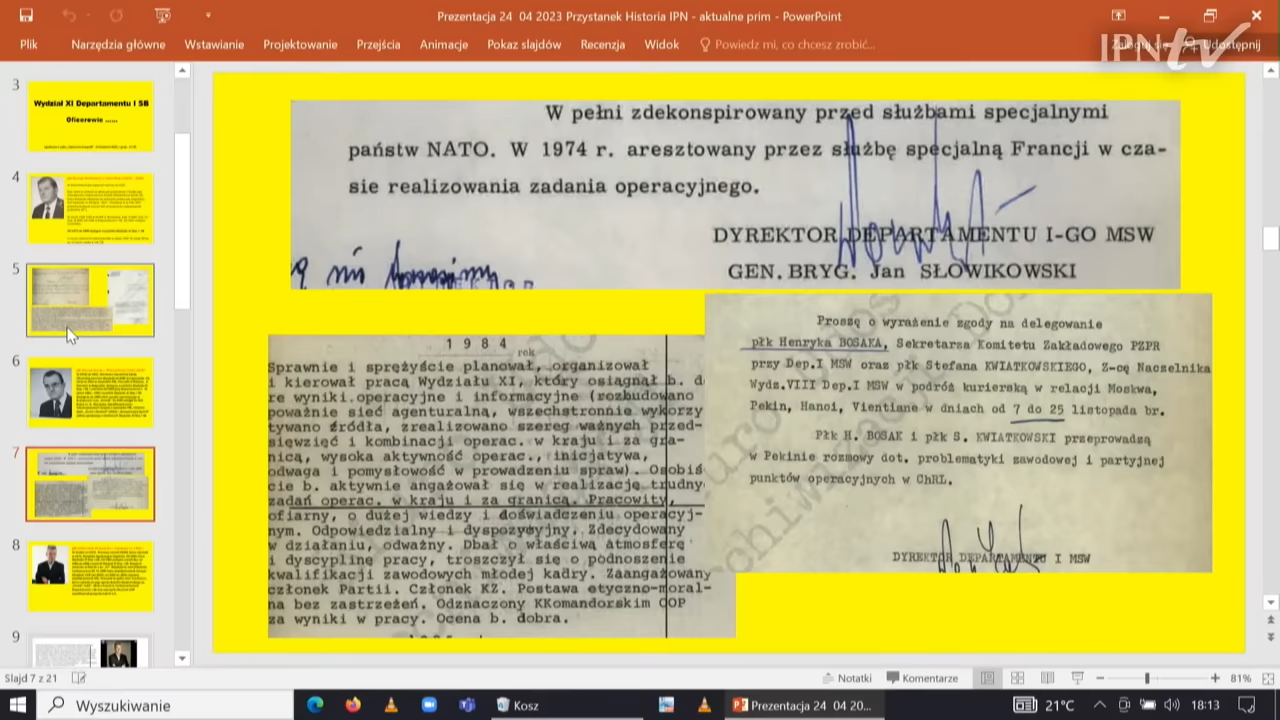 Prezentacja 24 04 2023 Przystanek Historia IPN - aktualne prim - PowerPoint
IPNtv
Plik Narzędzia główne Wstawianie Projektowanie Przejścia Animacje Pokaz slajdów Recenzja Widok Powiedz mi, co chcesz zrobić... Zaloguj się Udostępnij
3
Wydział XI Departamentu I SB
Oficerowie ......
4
5
6
7
8
9
W pełni zdekonspirowany przed służbami specjalnymi
państw NATO. W 1974 r. aresztowany przez służbę specjalną Francji w cza-
sie realizowania zadania operacyjnego.
DYREKTOR DEPARTAMENTU I-GO MSW
GEN. BRYG. Jan SŁOWIKOWSKI
1984 rok
Sprawnie i sprężyście planował, organizował
i kierował pracą Wydziału XI, który osiągnął b. d
re wyniki operacyjne i informacyjne (rozbudowano
poważnie sieć agenturalną, wszechstronnie wykorzy
tywano źródła, zrealizowano szereg ważnych przed-
sięwzięć i kombinacji operac. w kraju i za gra-
nicą, wysoka aktywność operac., inicjatywa,
odwaga i pomysłowość w prowadzeniu spraw). Osobiś
cie b. aktywnie angażował się w realizację trudny
zadań operac. w kraju i za granicą. Pracowity,
ofiarny, o dużej wiedzy i doświadczeniu operacyj-
nym. Odpowiedzialny i dyspozycyjny. Zdecydowany
w działaniu, odważny. Dbał o właściwą atmosferę
i dyscyplinę pracy, troszczył się o podnoszenie
kwalifikacji zawodowych młodej kadry. Zaangażowany
członek Partii. Członek KZ. Postawa etyczno-moral-
na bez zastrzeżeń. Odznaczony KKomandorskim OOP
za wyniki w pracy. Ocena b. dobra.
Proszę o wyrażenie zgody na delegowanie
płk Henryka BOSAKA, Sekretarza Komitetu Zakładowego PZPR
przy Dep.I MSW oraz płk Stefana KWIATKOWSKIEGO, Z-cę Naczelnika
Wydz.VIII Dep.I MSW w podróż kurierską w relacji Moskwa,
Pekin, Hanoi, Vientiane w dniach od 7 do 25 listopada br.
Płk H. BOSAK i płk S. KWIATKOWSKI przeprowadzą
w Pekinie rozmowy dot. problematyki zawodowej i partyjnej
punktów operacyjnych w ChRL.
DYREKTOR DEPARTAMENTU I MSW
Slajd 7 z 21 Notatki Komentarze 81%
Wyszukiwanie Kosz Prezentacja 24 04 20... 21°C 18:13